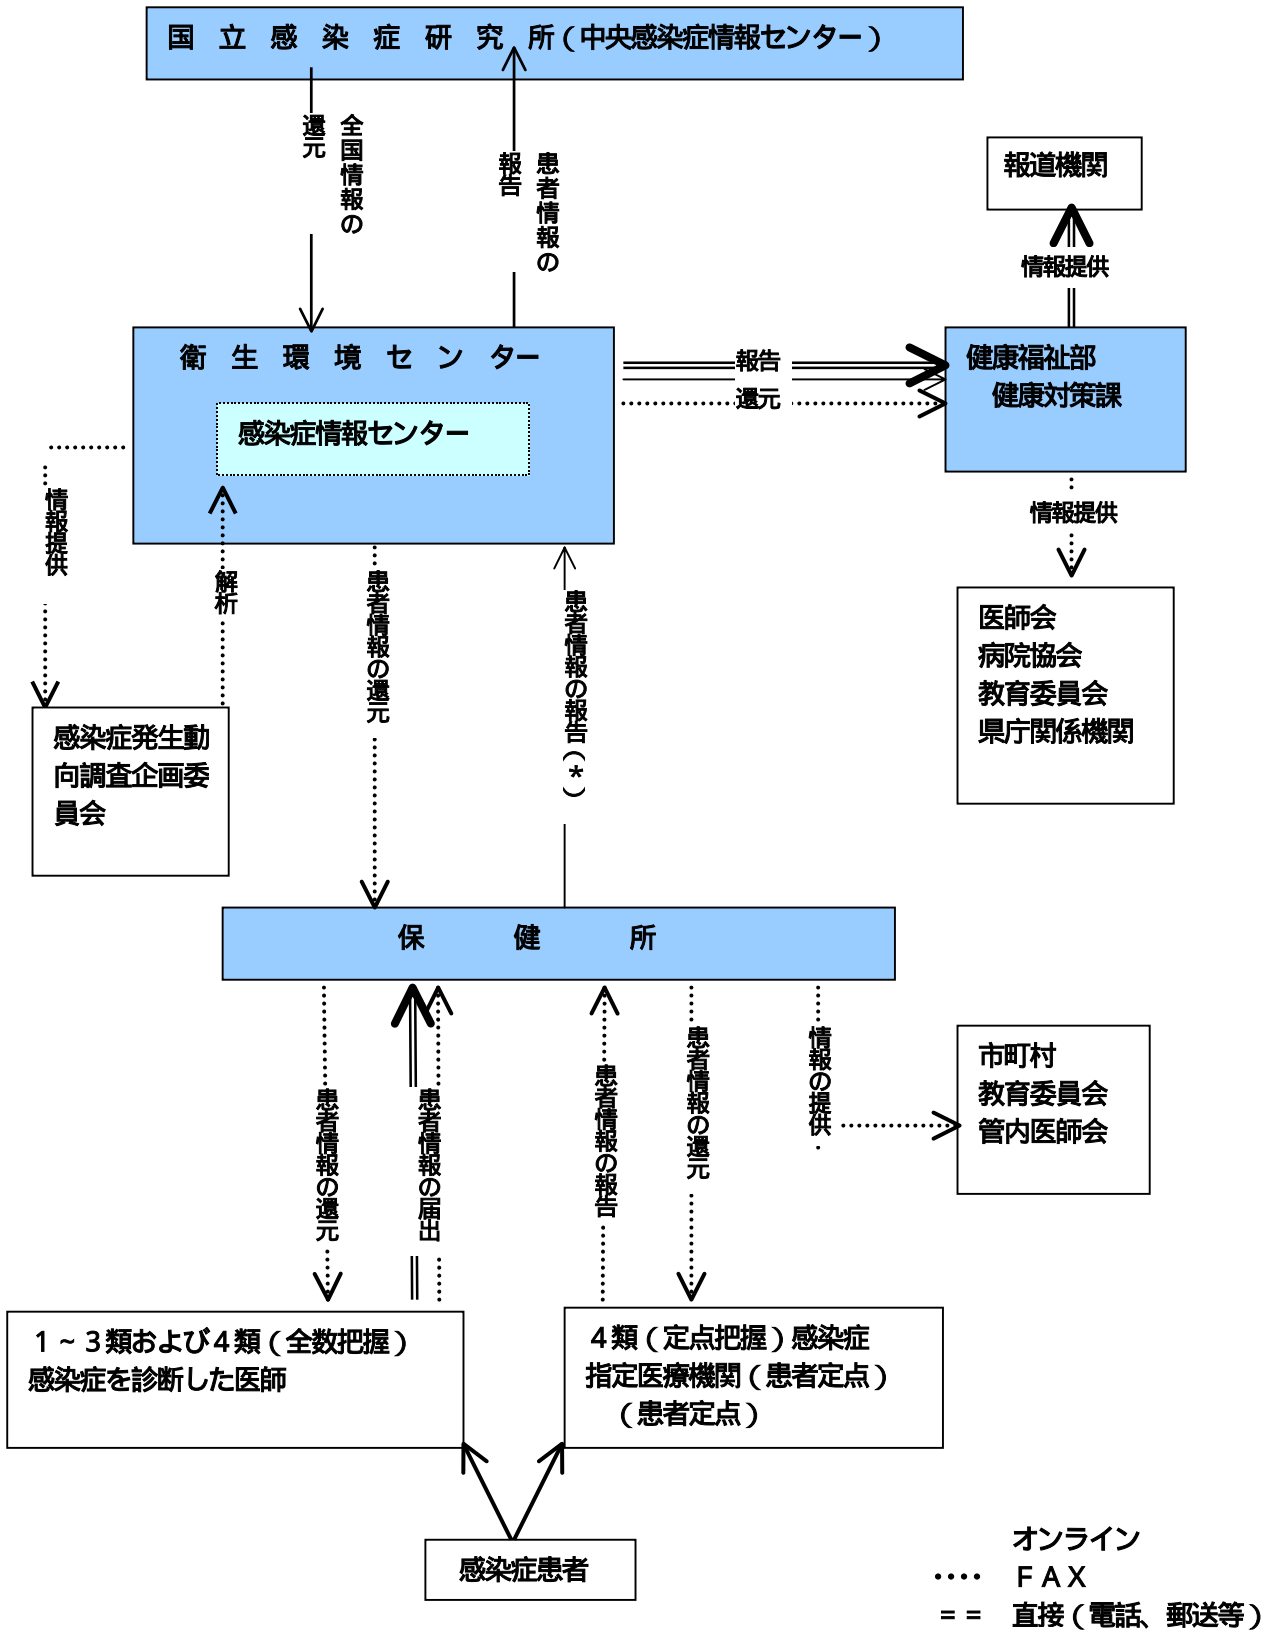 国　立　感　染　症　研　究　所（中央感染症情報センター）
全国情報の
還元
患者情報の
報告
報道機関
情報提供
衛　生　環　境　セ　ン　ター
感染症情報センター
報告
還元
健康福祉部
健康対策課
情報提供
情報提供
解析
患者情報の還元
患者情報の報告（*）
医師会
病院協会
教育委員会
県庁関係機関
感染症発生動
向調査企画委
員会
保　健　所
患者情報の還元
患者情報の届出
患者情報の報告
患者情報の還元
情報の提供
市町村
教育委員会
管内医師会
１～３類および４類（全数把握）
感染症を診断した医師
４類（定点把握）感染症
指定医療機関（患者定点）
（患者定点）
感染症患者
オンライン
････　ＦＡＸ
＝＝　直接（電話、郵送等）